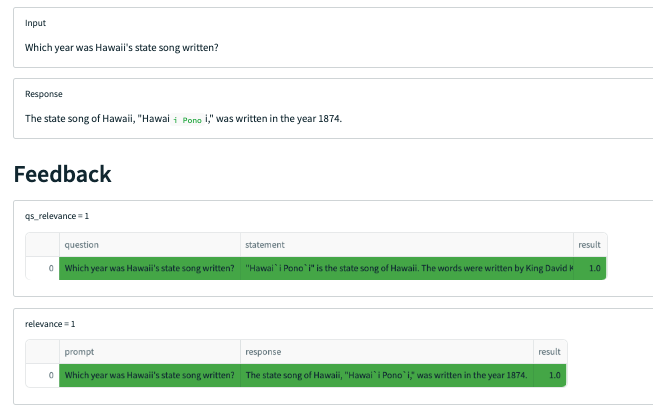 Input
Which year was Hawaii's state song written?
Response
The state song of Hawaii, "Hawai i Pono i," was written in the year 1874.
Feedback
qs_relevance = 1
question statement result
0 Which year was Hawaii's state song written? "Hawai`i Pono`i" is the state song of Hawaii. The words were written by King David K 1.0
relevance = 1
prompt response result
0 Which year was Hawaii's state song written? The state song of Hawaii, "Hawai`i Pono`i," was written in the year 1874. 1.0